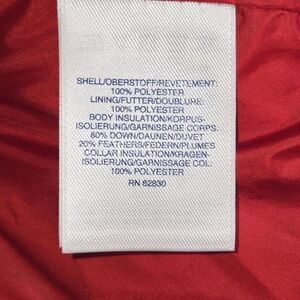 SHELL/OBERSTOFF/REVETEMENT:
100% POLYESTER
LINING/FUTTER/DOUBLURE:
100% POLYESTER
BODY INSULATION/KORPUS-
ISOLIERUNG/GARNISSAGE CORPS:
80% DOWN/DAUNEN/DUVET
20% FEATHERS/FEDERN/PLUMES
COLLAR INSULATION/KRAGEN-
ISOLIERUNG/GARNISSAGE COL:
100% POLYESTER
RN 62830